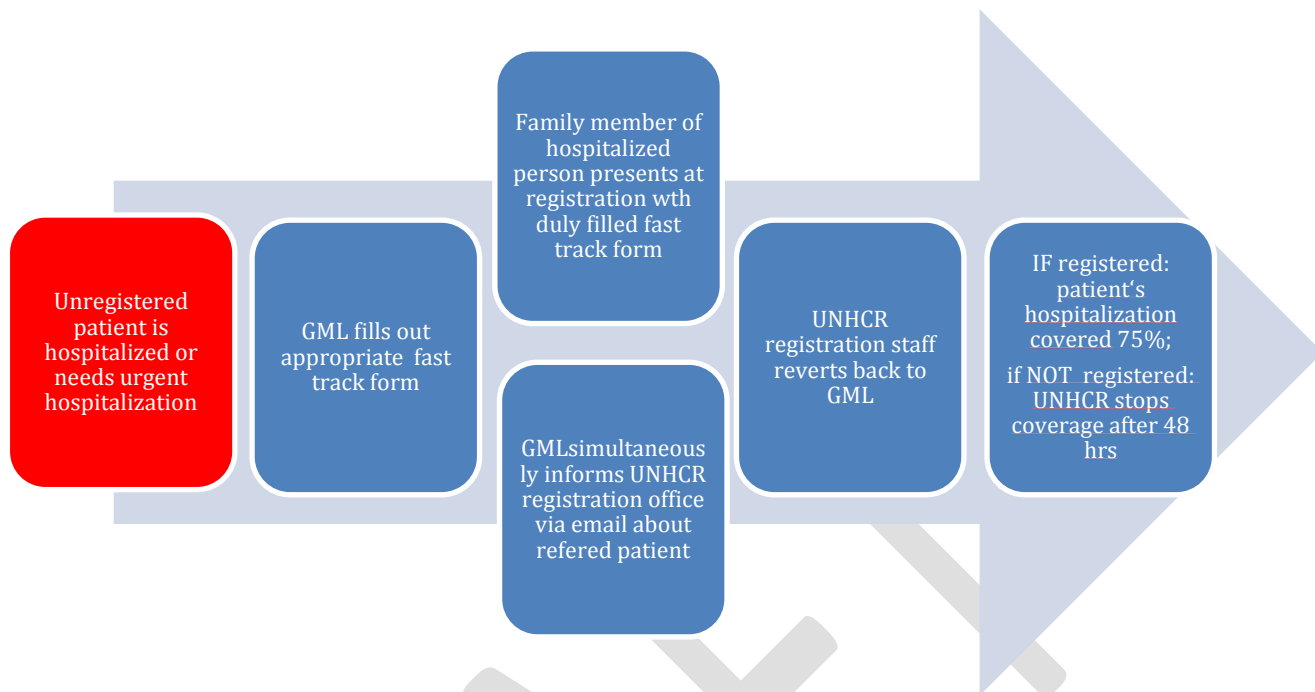 Unregistered
patient is
hospitalized or
needs urgent
hospitalization
GML fills out
appropriate fast
track form
Family member of
hospitalized
person presents at
registration wth
duly filled fast
track form
GMLsimultaneous
ly informs UNHCR
registration office
via email about
refered patient
UNHCR
registration staff
reverts back to
GML
IF registered:
patient‘s
hospitalization
covered 75%;
if NOT registered:
UNHCR stops
coverage after 48
hrs